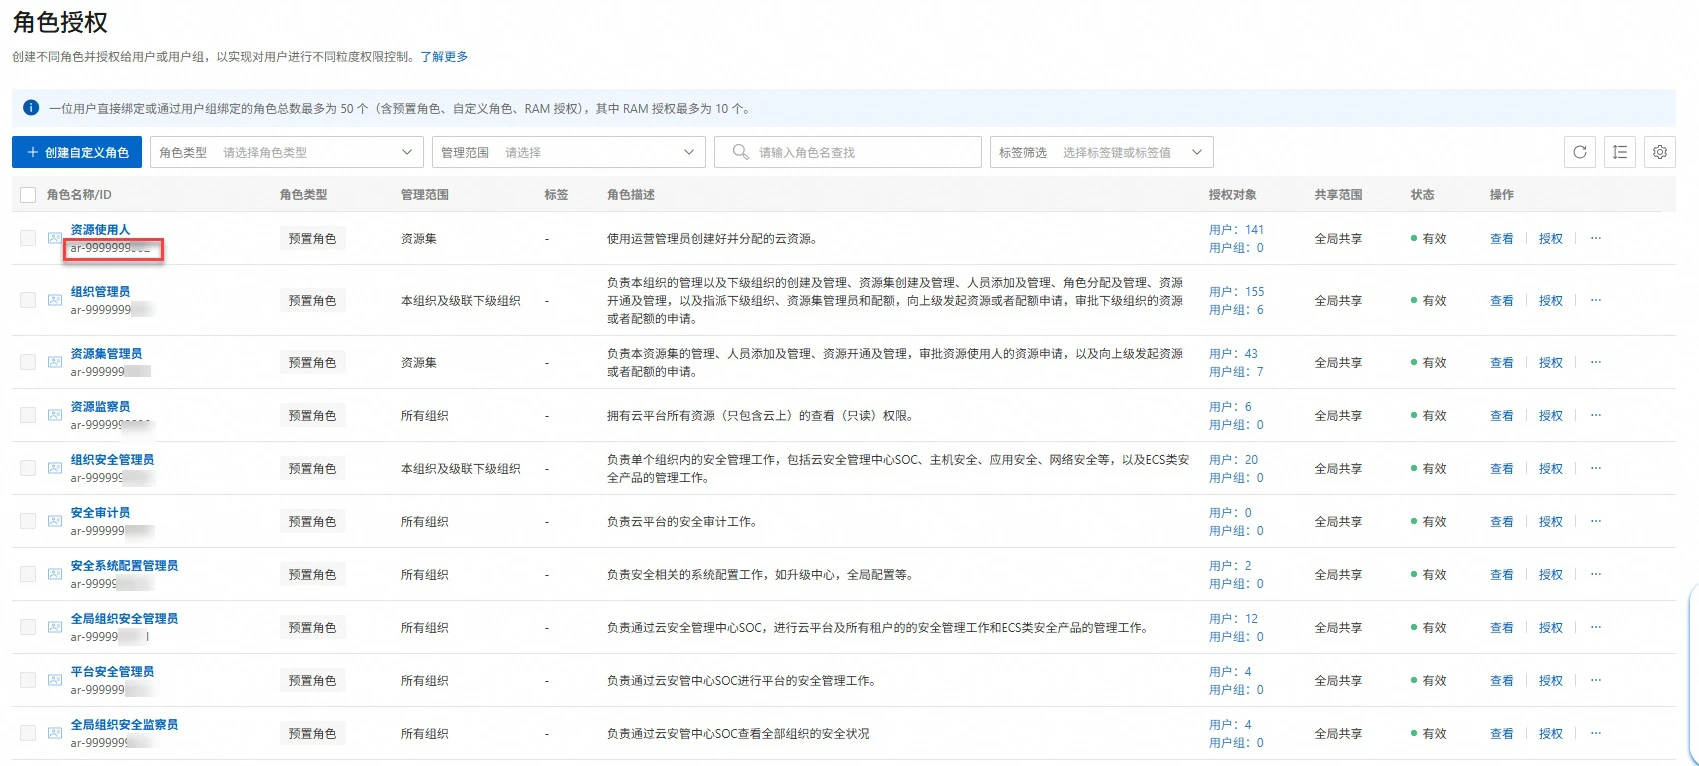 角色授权
创建不同角色并授权给用户或用户组，以实现对用户进行不同粒度权限控制。了解更多
一位用户直接绑定或通过用户组绑定的角色总数最多为 50 个（含预置角色、自定义角色、RAM 授权），其中 RAM 授权最多为 10 个。
+ 创建自定义角色 角色类型 请选择角色类型 管理范围 请选择 请输入角色名查找 标签筛选 选择标签键或标签值
角色名称/ID 角色类型 管理范围 标签 角色描述 授权对象 共享范围 状态 操作
资源使用人
ar-9999999
预置角色 资源集 - 使用运营管理员创建好并分配的云资源。
用户：141
用户组：0
全局共享 有效 查看 授权 ···
组织管理员
ar-9999999
预置角色 本组织及级联下级组织 -
负责本组织的管理以及下级组织的创建及管理、资源集创建及管理、人员添加及管理、角色分配及管理、资源
开通及管理，以及指派下级组织、资源集管理员和配额，向上级发起资源或者配额申请，审批下级组织的资源
或者配额的申请。
用户：155
用户组：6
全局共享 有效 查看 授权 ···
资源集管理员
ar-999999
预置角色 资源集 -
负责本资源集的管理、人员添加及管理、资源开通及管理，审批资源使用人的资源申请，以及向上级发起资源
或者配额的申请。
用户：43
用户组：7
全局共享 有效 查看 授权 ···
资源监察员
ar-999999
预置角色 所有组织 - 拥有云平台所有资源（只包含云上）的查看（只读）权限。
用户：6
用户组：0
全局共享 有效 查看 授权 ···
组织安全管理员
ar-999999
预置角色 本组织及级联下级组织 -
负责单个组织内的安全管理工作，包括云安全管理中心SOC、主机安全、应用安全、网络安全等，以及ECS类安
全产品的管理工作。
用户：20
用户组：0
全局共享 有效 查看 授权 ···
安全审计员
ar-999999
预置角色 所有组织 - 负责云平台的安全审计工作。
用户：0
用户组：0
全局共享 有效 查看 授权 ···
安全系统配置管理员
ar-99999
预置角色 所有组织 - 负责安全相关的系统配置工作，如升级中心，全局配置等。
用户：2
用户组：0
全局共享 有效 查看 授权 ···
全局组织安全管理员
ar-99999
预置角色 所有组织 - 负责通过云安全管理中心SOC，进行云平台及所有租户的的安全管理工作和ECS类安全产品的管理工作。
用户：12
用户组：0
全局共享 有效 查看 授权 ···
平台安全管理员
ar-999999
预置角色 所有组织 - 负责通过云安管中心SOC进行平台的安全管理工作。
用户：4
用户组：0
全局共享 有效 查看 授权 ···
全局组织安全监察员
ar-9999999
预置角色 所有组织 - 负责通过云安管中心SOC查看全部组织的安全状况
用户：4
用户组：0
全局共享 有效 查看 授权 ···